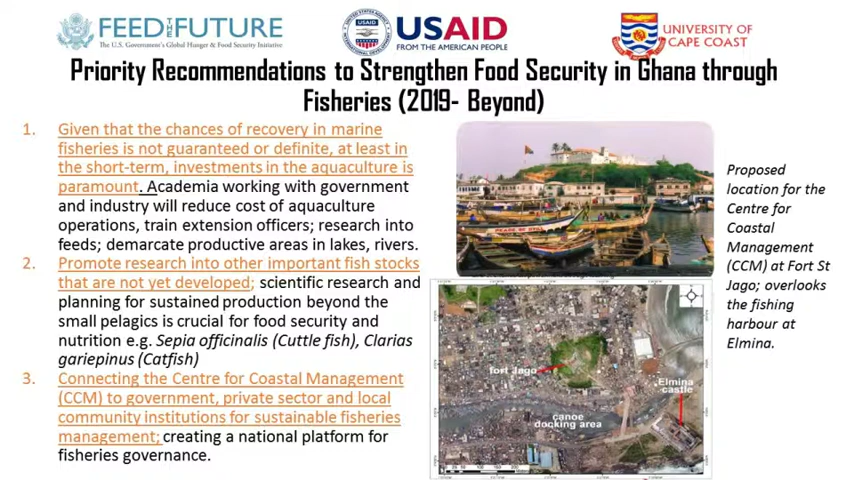 FEED THE FUTURE
The U.S. Government's Global Hunger & Food Security Initiative
USAID
FROM THE AMERICAN PEOPLE
UNIVERSITY OF
CAPE COAST
Priority Recommendations to Strengthen Food Security in Ghana through
Fisheries (2019- Beyond)
1. Given that the chances of recovery in marine
fisheries is not guaranteed or definite, at least in
the short-term, investments in the aquaculture is
paramount. Academia working with government
and industry will reduce cost of aquaculture
operations, train extension officers; research into
feeds; demarcate productive areas in lakes, rivers.
2. Promote research into other important fish stocks
that are not yet developed; scientific research and
planning for sustained production beyond the
small pelagics is crucial for food security and
nutrition e.g. Sepia officinalis (Cuttle fish), Clarias
gariepinus (Catfish)
3. Connecting the Centre for Coastal Management
(CCM) to government, private sector and local
community institutions for sustainable fisheries
management; creating a national platform for
fisheries governance.
Proposed
location for the
Centre for
Coastal
Management
(CCM) at Fort St
Jago; overlooks
the fishing
harbour at
Elmina.
fort Jago
Elmina
castle
canoe
docking area